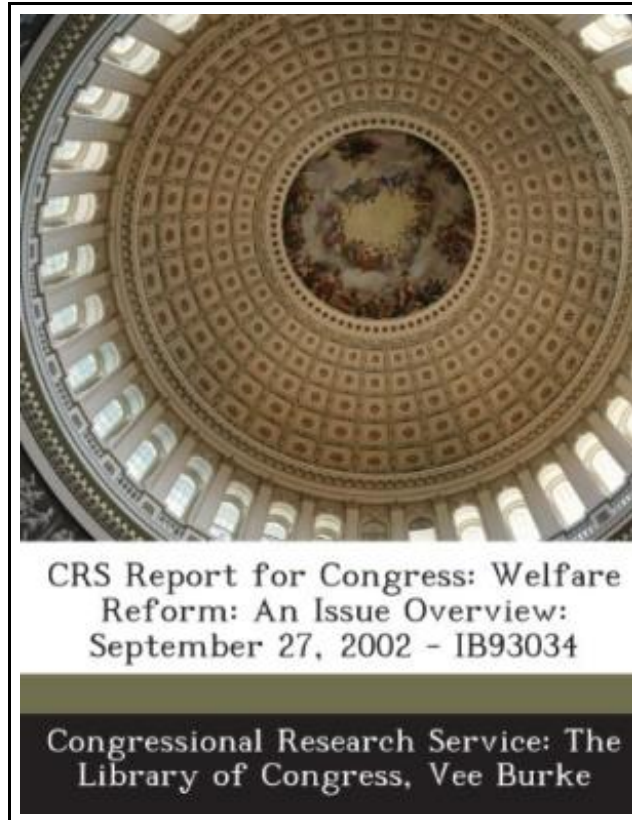 CRS Report for Congress: Welfare
Reform: An Issue Overview:
September 27, 2002 - IB93034
Congressional Research Service: The
Library of Congress, Vee Burke